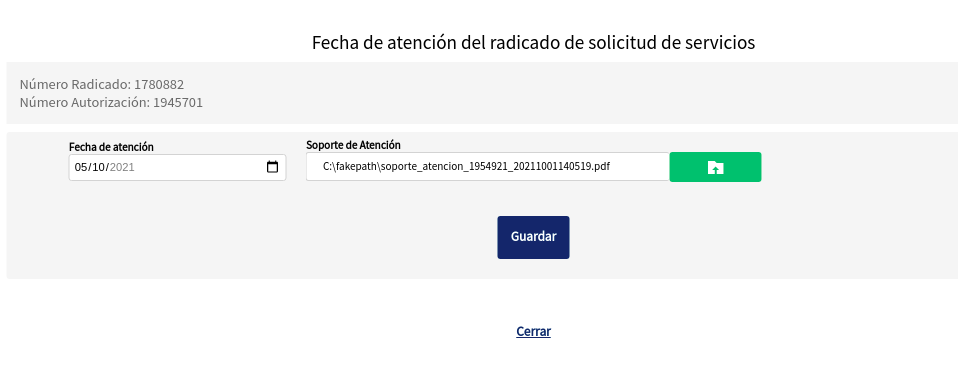 Fecha de atención del radicado de solicitud de servicios
Número Radicado: 1780882
Número Autorización: 1945701
Fecha de atención
Soporte de Atención
05/10/2021
C:\fakepath\soporte_atencion_1954921_20211001140519.pdf
Guardar
Cerrar